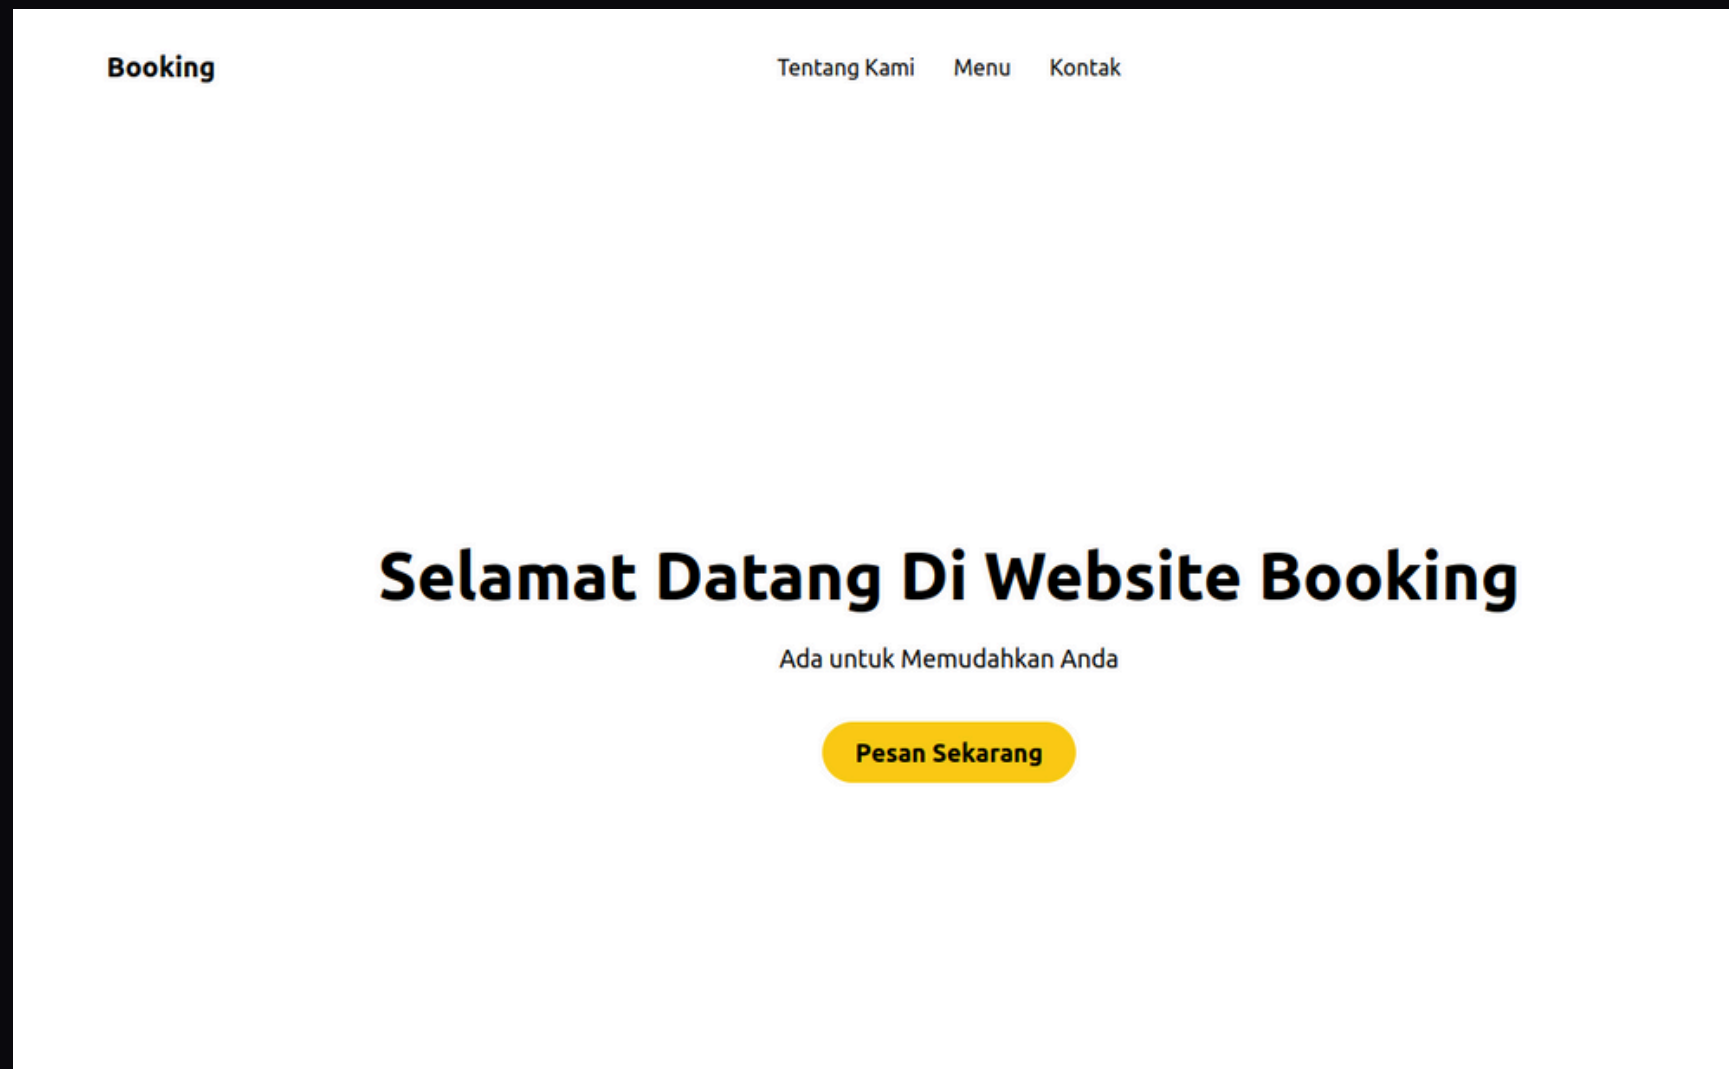 Booking
Tentang Kami Menu Kontak
Selamat Datang Di Website Booking
Ada untuk Memudahkan Anda
Pesan Sekarang